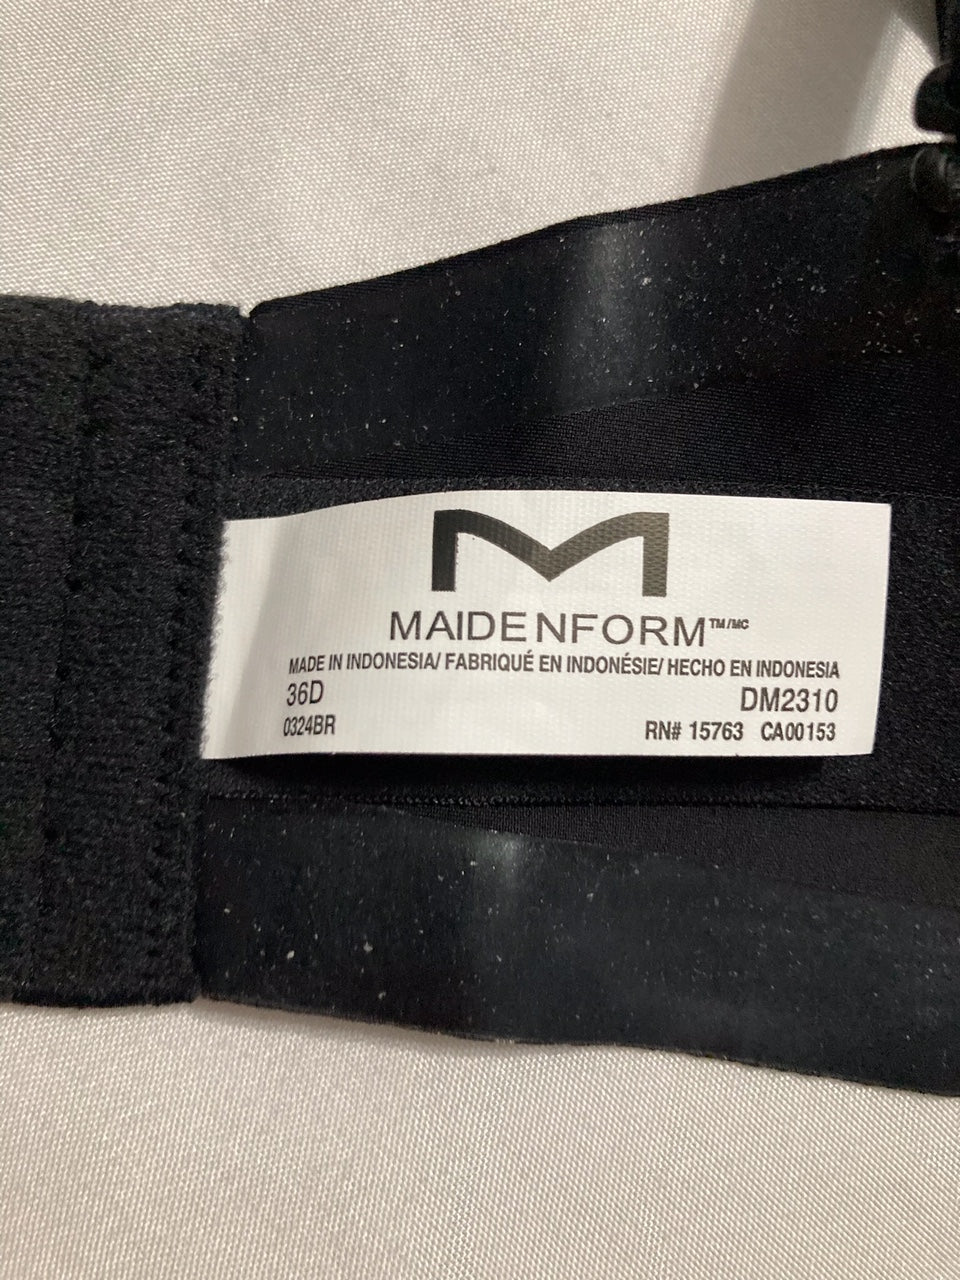 MAIDENFORM™/MC
MADE IN INDONESIA/ FABRIQUÉ EN INDONÉSIE/ HECHO EN INDONESIA
36D DM2310
0324BR RN# 15763 CA00153